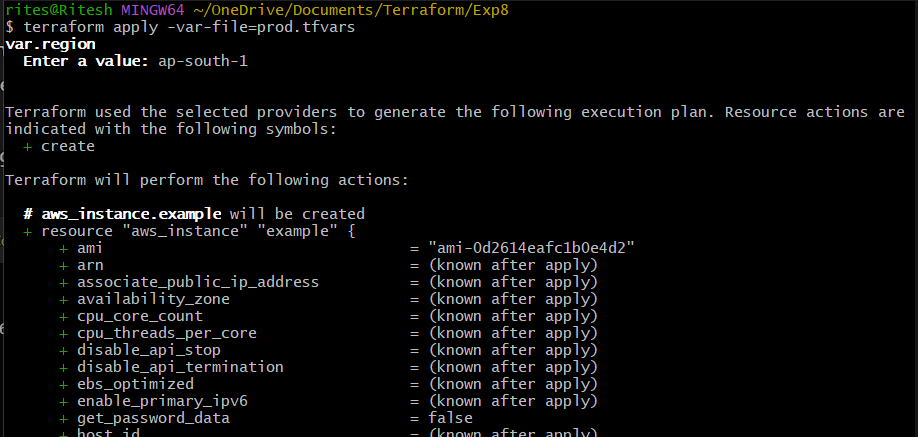 rites@Ritesh MINGW64 ~/OneDrive/Documents/Terraform/Exp8
$ terraform apply -var-file=prod.tfvars
var.region
  Enter a value: ap-south-1

Terraform used the selected providers to generate the following execution plan. Resource actions are
indicated with the following symbols:
  + create

Terraform will perform the following actions:

  # aws_instance.example will be created
  + resource "aws_instance" "example" {
      + ami                                  = "ami-0d2614eafc1b0e4d2"
      + arn                                  = (known after apply)
      + associate_public_ip_address          = (known after apply)
      + availability_zone                    = (known after apply)
      + cpu_core_count                       = (known after apply)
      + cpu_threads_per_core                 = (known after apply)
      + disable_api_stop                     = (known after apply)
      + disable_api_termination              = (known after apply)
      + ebs_optimized                        = (known after apply)
      + enable_primary_ipv6                  = (known after apply)
      + get_password_data                    = false
      + host_id                              = (known after apply)